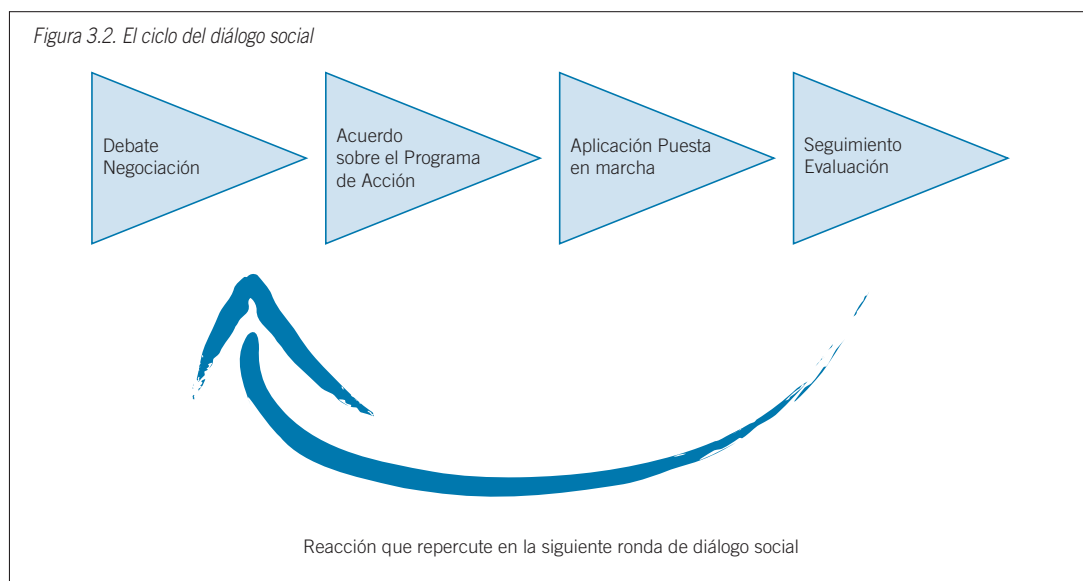 Figura 3.2. El ciclo del diálogo social
Debate
Negociación
Acuerdo
sobre el Programa
de Acción
Aplicación Puesta
en marcha
Seguimiento
Evaluación
Reacción que repercute en la siguiente ronda de diálogo social